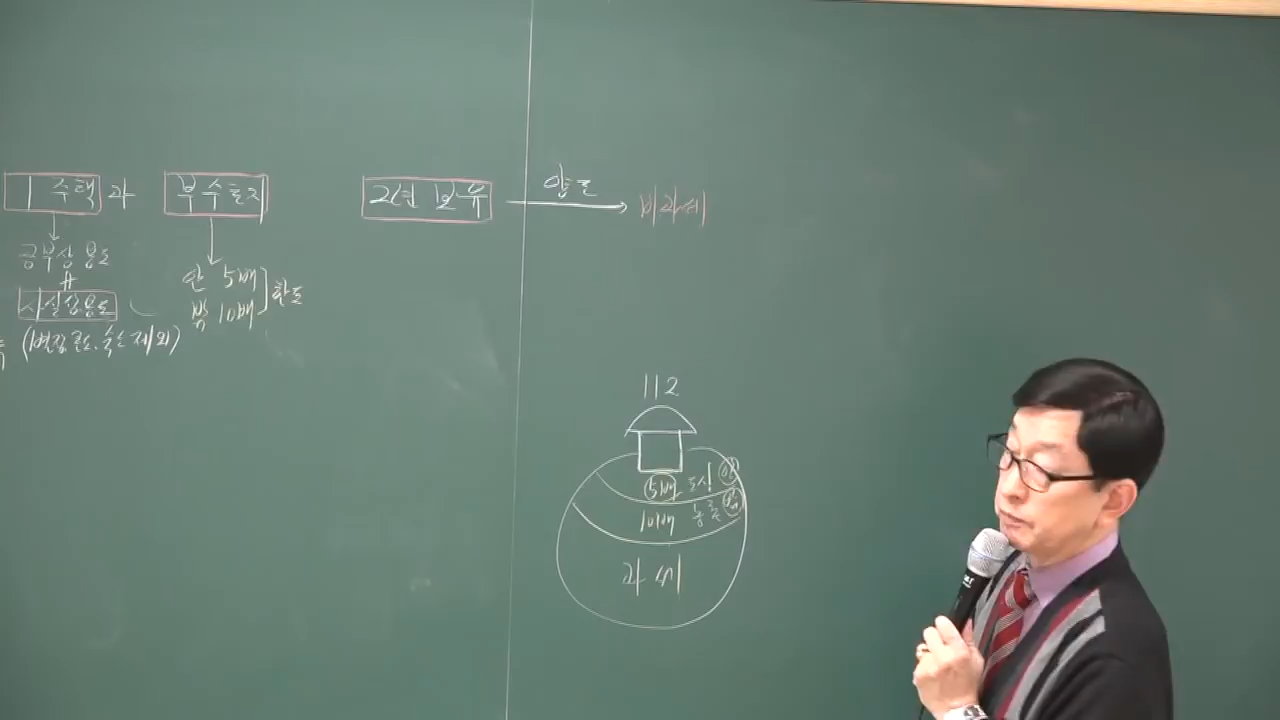 1 주택 과 부수토지 2년 보유 양도 비과세
공부상 용도
≠
사실상용도
(별장, 콘도, 숙소 제외)
안 5배
밖 10배
한도
112
5배 도시 안
10배 농촌 밖
과세